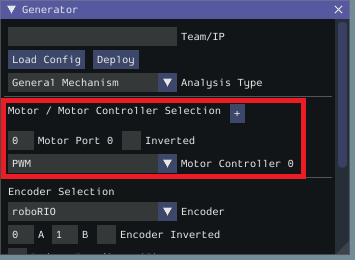 Generator
Team/IP
Load Config Deploy
General Mechanism Analysis Type
Motor / Motor Controller Selection +
0 Motor Port 0 Inverted
PWM Motor Controller 0
Encoder Selection
roboRIO Encoder
0 A 1 B Encoder Inverted